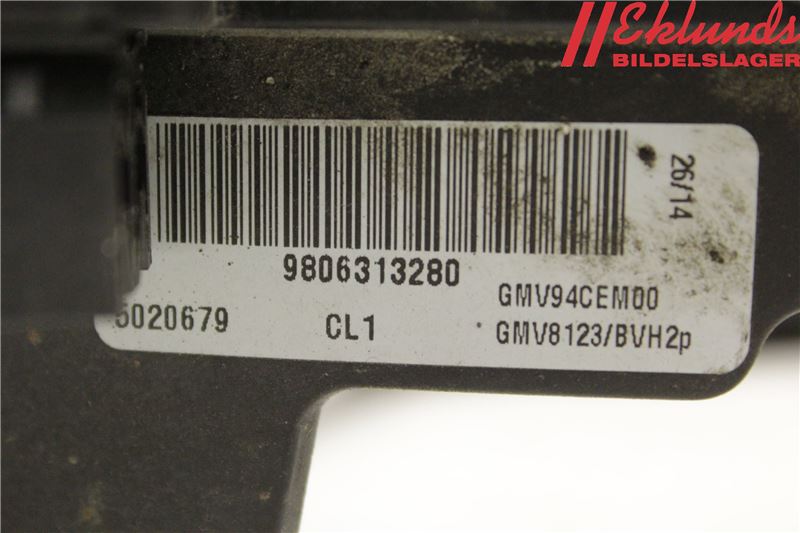 Eklunds
BILDELSLAGER
26/14
9806313280
GMV94CEM00
5020679
CL1
GMV8123/BVH2p